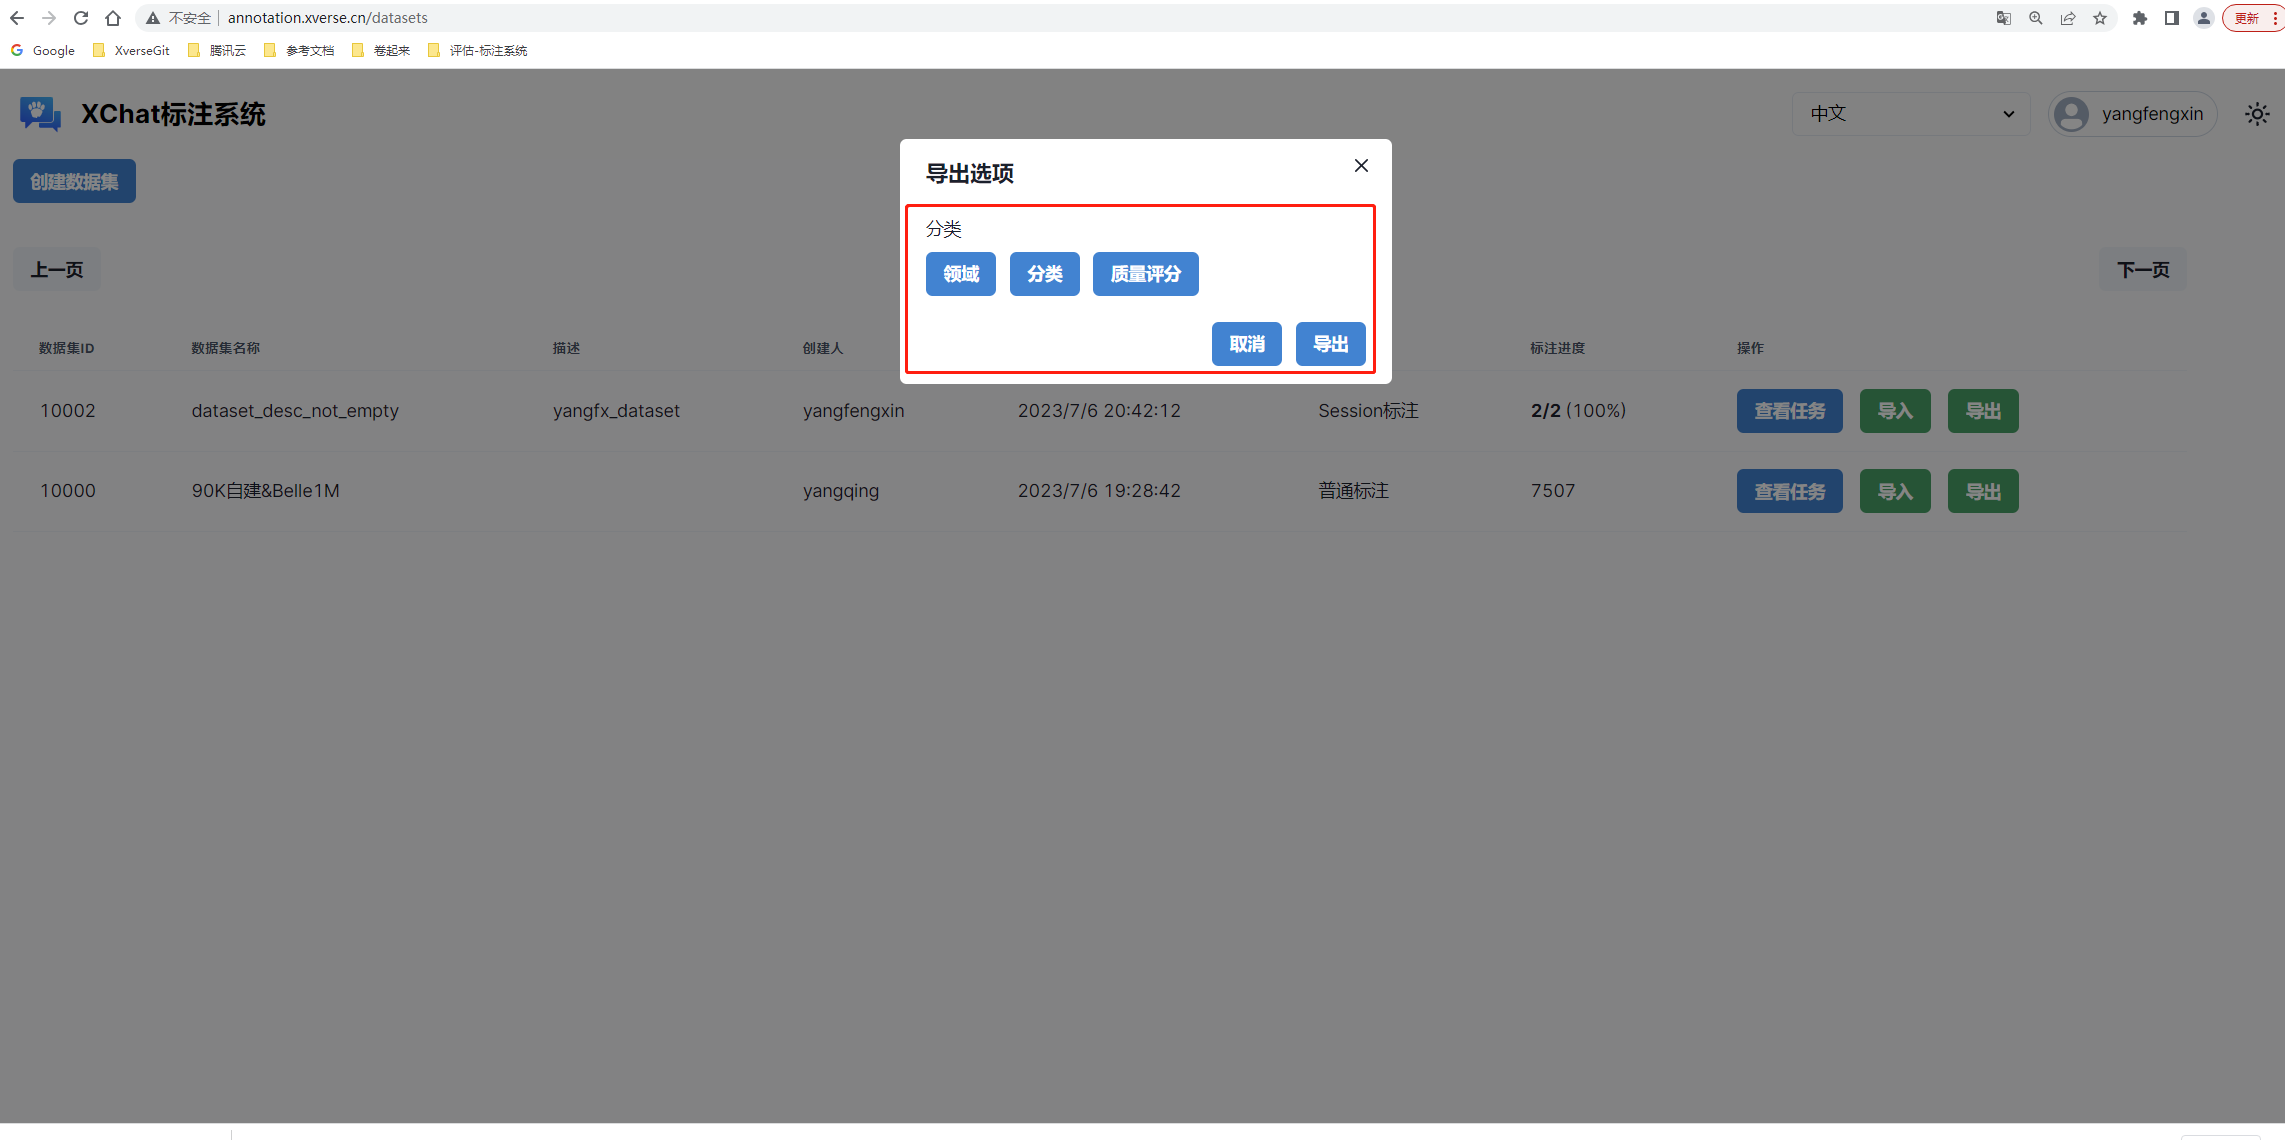 不安全 annotation.xverse.cn/datasets 更新
Google XverseGit 腾讯云 参考文档 卷起来 评估-标注系统
XChat标注系统 中文 yangfengxin
创建数据集
导出选项
分类
领域 分类 质量评分
取消 导出
上一页 下一页
数据集ID 数据集名称 描述 创建人 标注进度 操作
10002 dataset_desc_not_empty yangfx_dataset yangfengxin 2023/7/6 20:42:12 Session标注 2/2 (100%) 查看任务 导入 导出
10000 90K自建&Belle1M yangqing 2023/7/6 19:28:42 普通标注 7507 查看任务 导入 导出